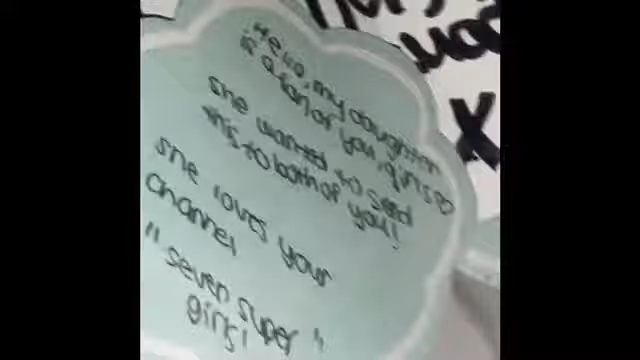 Hello, my daughter
is a fan of you, girls
She wanted to send
this to both of you!
She loves your
channel
"seven super
girls"
you
X